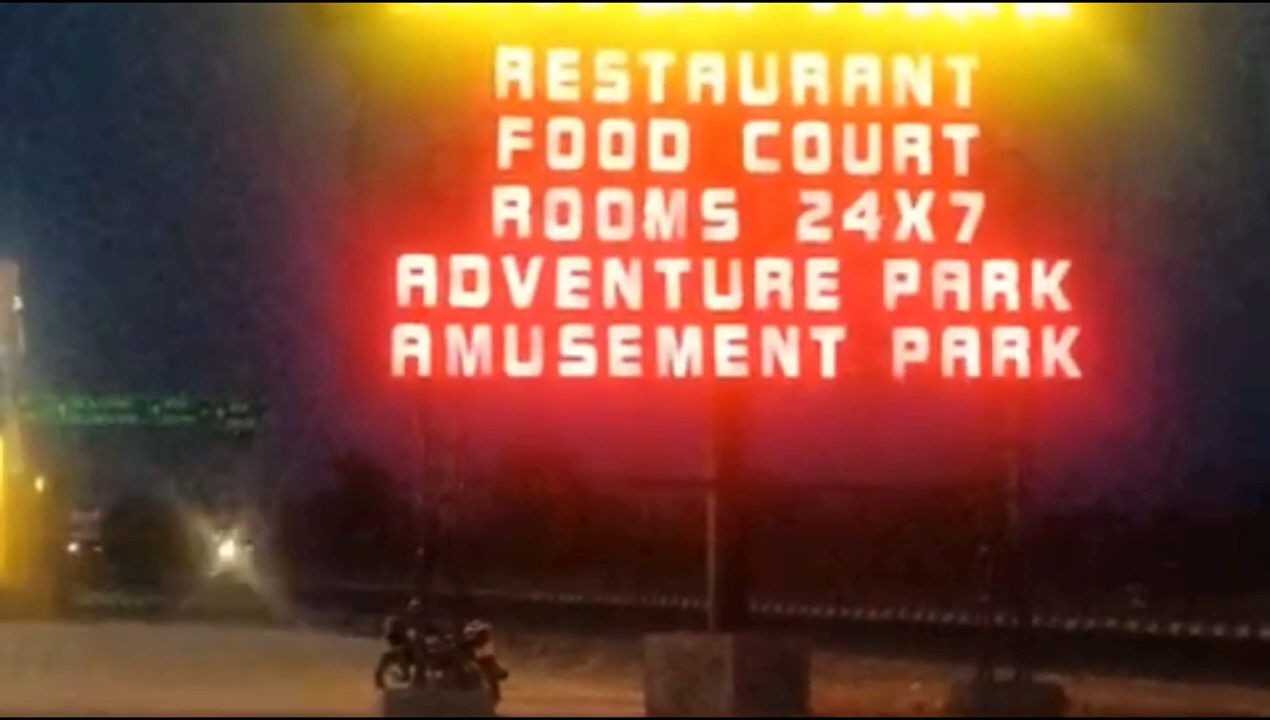 RESTAURANT
FOOD COURT
ROOMS 24X7
ADVENTURE PARK
AMUSEMENT PARK